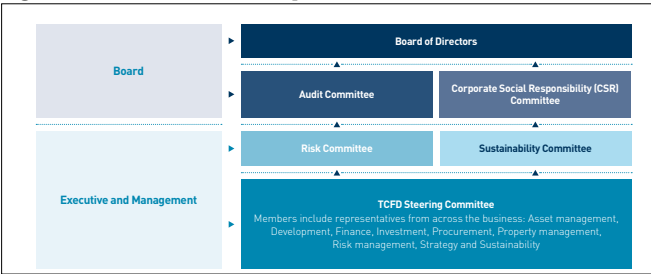 Board
Board of Directors
Audit Committee
Corporate Social Responsibility (CSR)
Committee
Executive and Management
Risk Committee
Sustainability Committee
TCFD Steering Committee
Members include representatives from across the business: Asset management,
Development, Finance, Investment, Procurement, Property management,
Risk management, Strategy and Sustainability